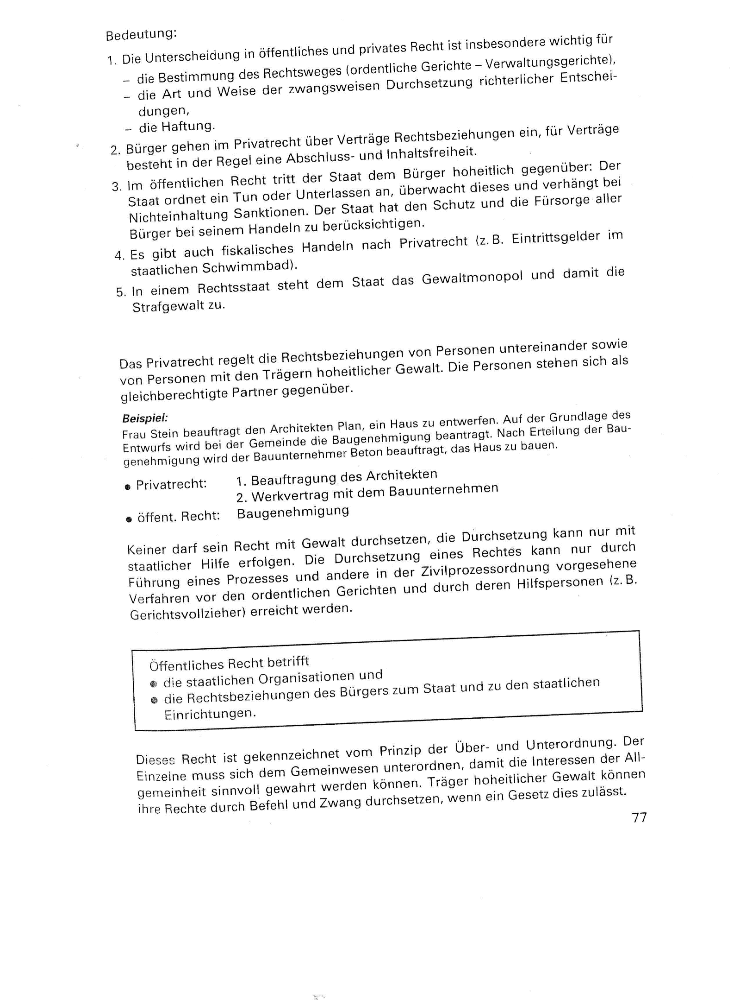 Bedeutung:
1. Die Unterscheidung in öffentliches und privates Recht ist insbesondere wichtig für
– die Bestimmung des Rechtsweges (ordentliche Gerichte – Verwaltungsgerichte),
– die Art und Weise der zwangsweisen Durchsetzung richterlicher Entschei-
dungen,
– die Haftung.
2. Bürger gehen im Privatrecht über Verträge Rechtsbeziehungen ein, für Verträge
besteht in der Regel eine Abschluss- und Inhaltsfreiheit.
3. Im öffentlichen Recht tritt der Staat dem Bürger hoheitlich gegenüber: Der
Staat ordnet ein Tun oder Unterlassen an, überwacht dieses und verhängt bei
Nichteinhaltung Sanktionen. Der Staat hat den Schutz und die Fürsorge aller
Bürger bei seinem Handeln zu berücksichtigen.
4. Es gibt auch fiskalisches Handeln nach Privatrecht (z. B. Eintrittsgelder im
staatlichen Schwimmbad).
5. In einem Rechtsstaat steht dem Staat das Gewaltmonopol und damit die
Strafgewalt zu.
Das Privatrecht regelt die Rechtsbeziehungen von Personen untereinander sowie
von Personen mit den Trägern hoheitlicher Gewalt. Die Personen stehen sich als
gleichberechtigte Partner gegenüber.
Beispiel:
Frau Stein beauftragt den Architekten Plan, ein Haus zu entwerfen. Auf der Grundlage des
Entwurfs wird bei der Gemeinde die Baugenehmigung beantragt. Nach Erteilung der Bau-
genehmigung wird der Bauunternehmer Beton beauftragt, das Haus zu bauen.
• Privatrecht: 1. Beauftragung des Architekten
2. Werkvertrag mit dem Bauunternehmen
• öffent. Recht: Baugenehmigung
Keiner darf sein Recht mit Gewalt durchsetzen, die Durchsetzung kann nur mit
staatlicher Hilfe erfolgen. Die Durchsetzung eines Rechtes kann nur durch
Führung eines Prozesses und andere in der Zivilprozessordnung vorgesehene
Verfahren vor den ordentlichen Gerichten und durch deren Hilfspersonen (z. B.
Gerichtsvollzieher) erreicht werden.
Öffentliches Recht betrifft
• die staatlichen Organisationen und
• die Rechtsbeziehungen des Bürgers zum Staat und zu den staatlichen
Einrichtungen.
Dieses Recht ist gekennzeichnet vom Prinzip der Über- und Unterordnung. Der
Einzelne muss sich dem Gemeinwesen unterordnen, damit die Interessen der All-
gemeinheit sinnvoll gewahrt werden können. Träger hoheitlicher Gewalt können
ihre Rechte durch Befehl und Zwang durchsetzen, wenn ein Gesetz dies zulässt.
77